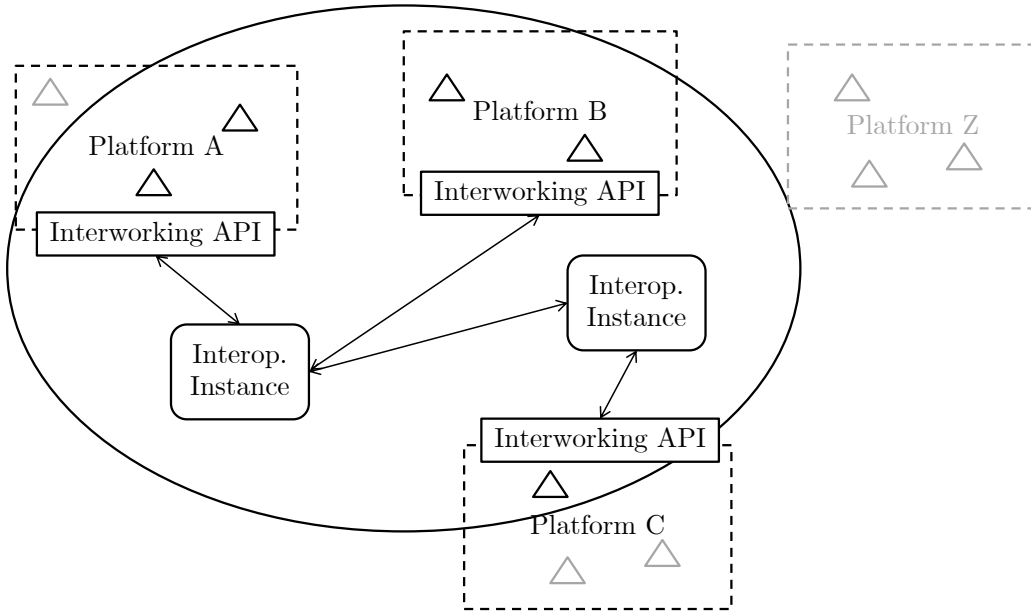 Platform A
Interworking API
Platform B
Interworking API
Platform Z
Interop.
Instance
Interop.
Instance
Interworking API
Platform C